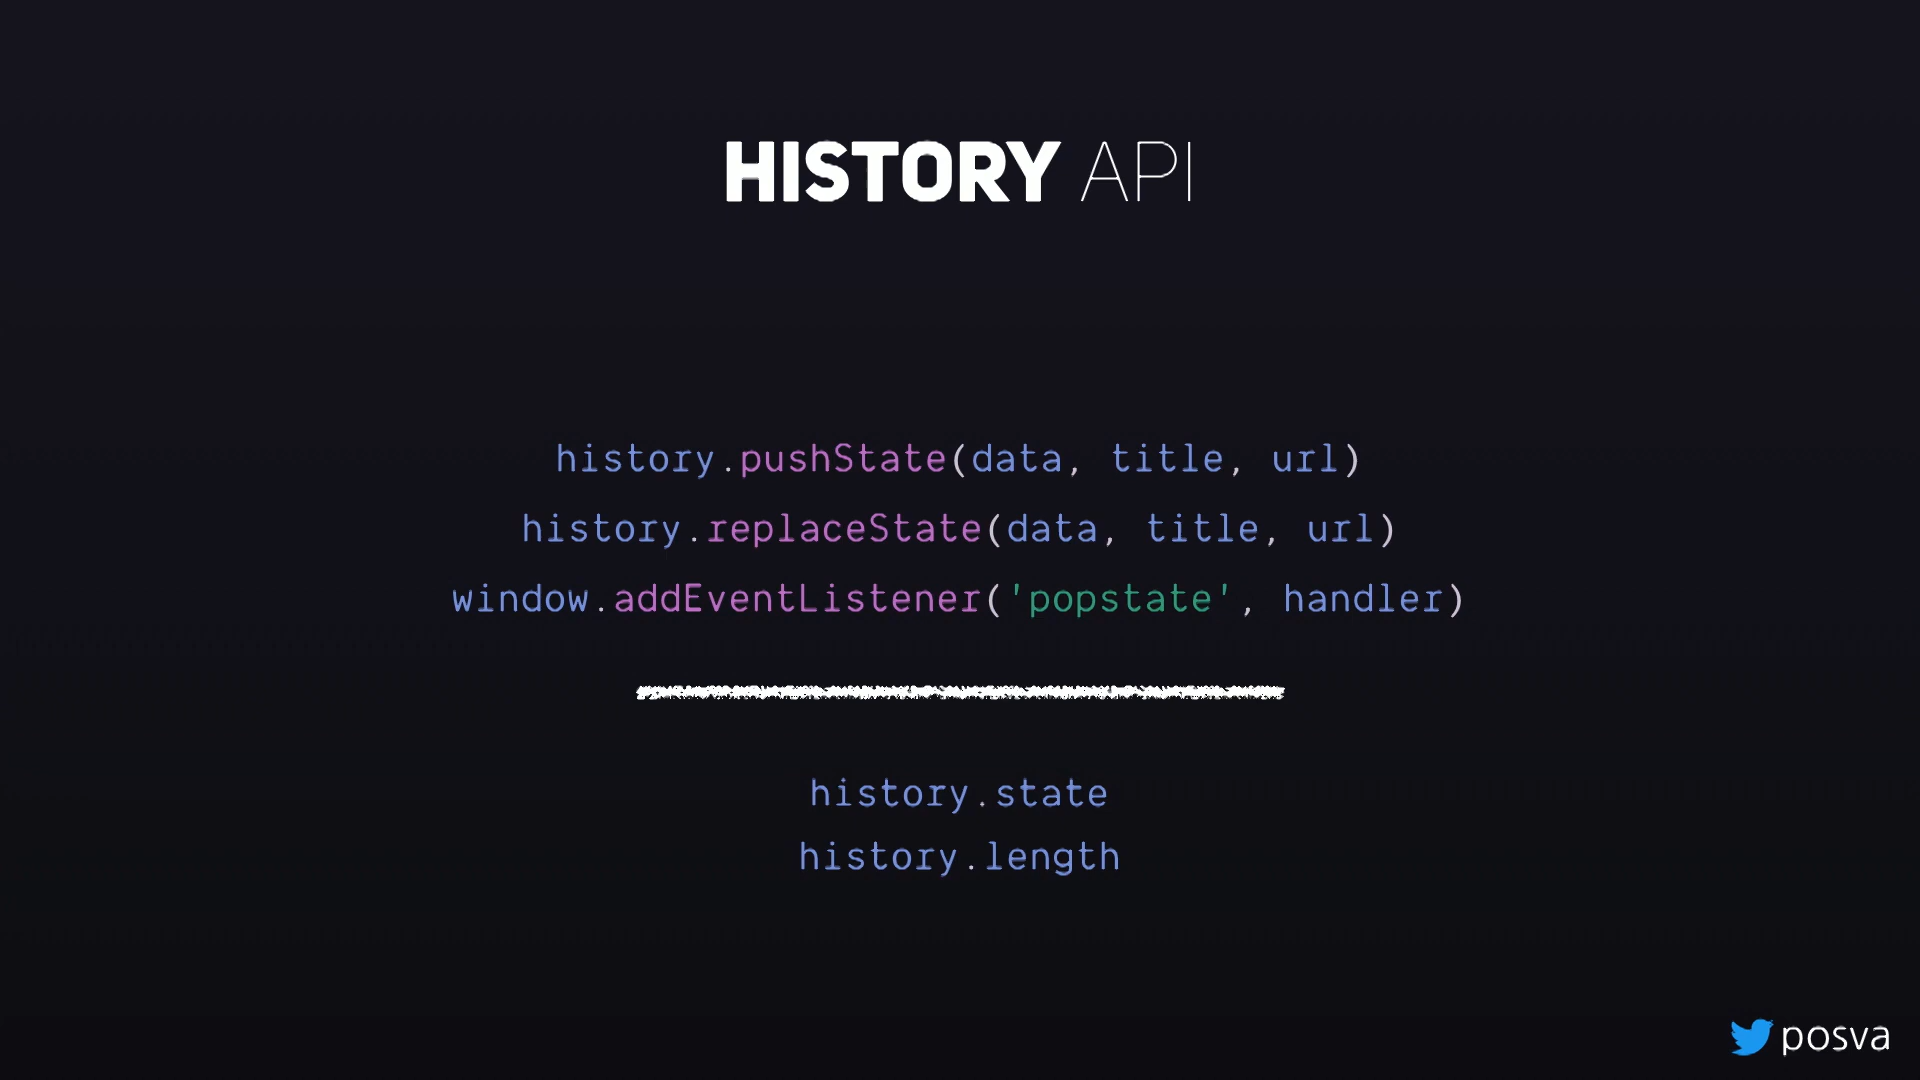 HISTORY API
history.pushState(data, title, url)
history.replaceState(data, title, url)
window.addEventListener('popstate', handler)
history.state
history.length
posva